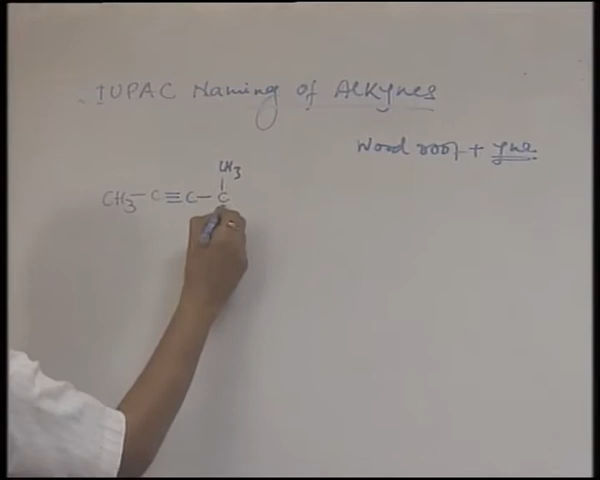 IUPAC Naming of Alkynes
Word root + yne
CH3
CH3 - C ≡ C - C